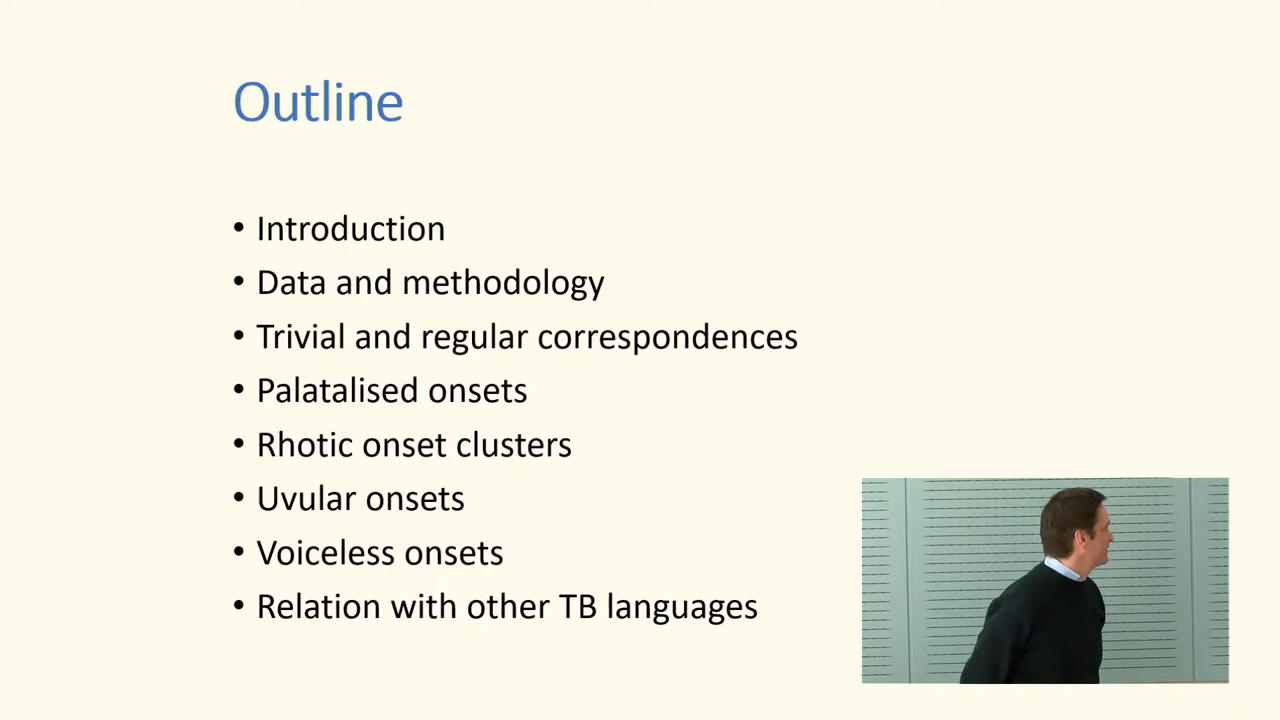 Outline
• Introduction
• Data and methodology
• Trivial and regular correspondences
• Palatalised onsets
• Rhotic onset clusters
• Uvular onsets
• Voiceless onsets
• Relation with other TB languages